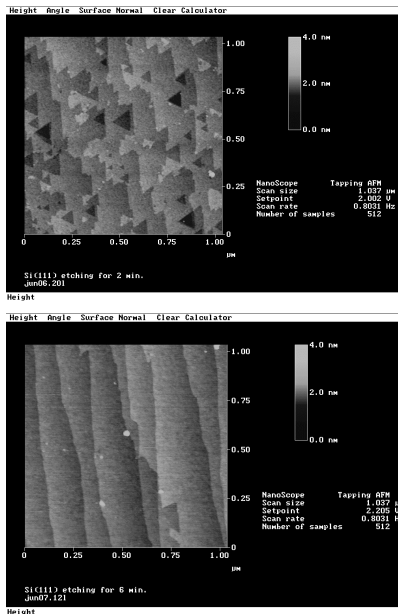 Height Angle Surface Normal Clear Calculator
4.0 nm
1.00
0.75
2.0 nm
0.50
0.0 nm
0.25
NanoScope Tapping AFM
Scan size 1.037 µm
Setpoint 2.002 V
Scan rate 0.8031 Hz
Number of samples 512
0
0 0.25 0.50 0.75 1.00
µm
Si(111) etching for 2 min.
jun06.201
Height
Height Angle Surface Normal Clear Calculator
4.0 nm
1.00
2.0 nm
0.75
0.50
0.0 nm
0.25
NanoScope Tapping AFM
Scan size 1.037 µ
Setpoint 2.205 V
Scan rate 0.8031 H
Number of samples 512
0
0 0.25 0.50 0.75 1.00
µm
Si(111) etching for 6 min.
jun07.121
Height